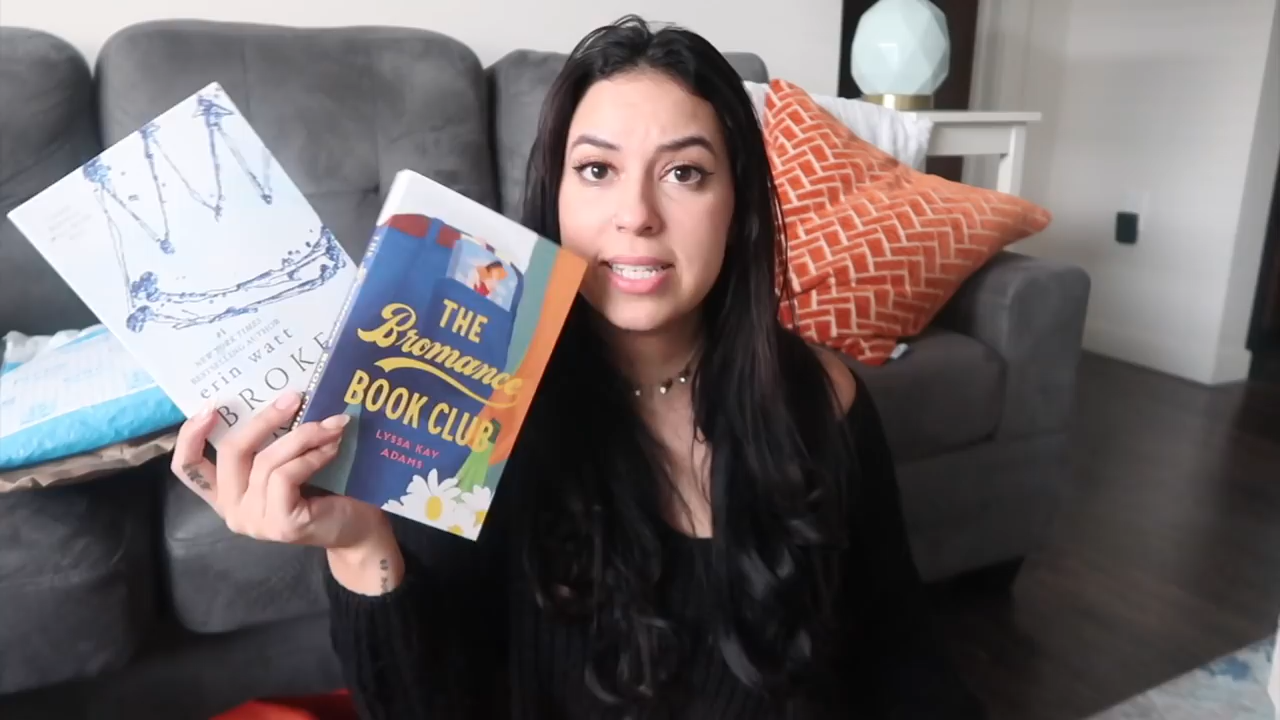 #1
NEW YORK TIMES
BESTSELLING AUTHOR
erin watt
BROKE
THE
Bromance
BOOK CLUB
LYSSA KAY
ADAMS